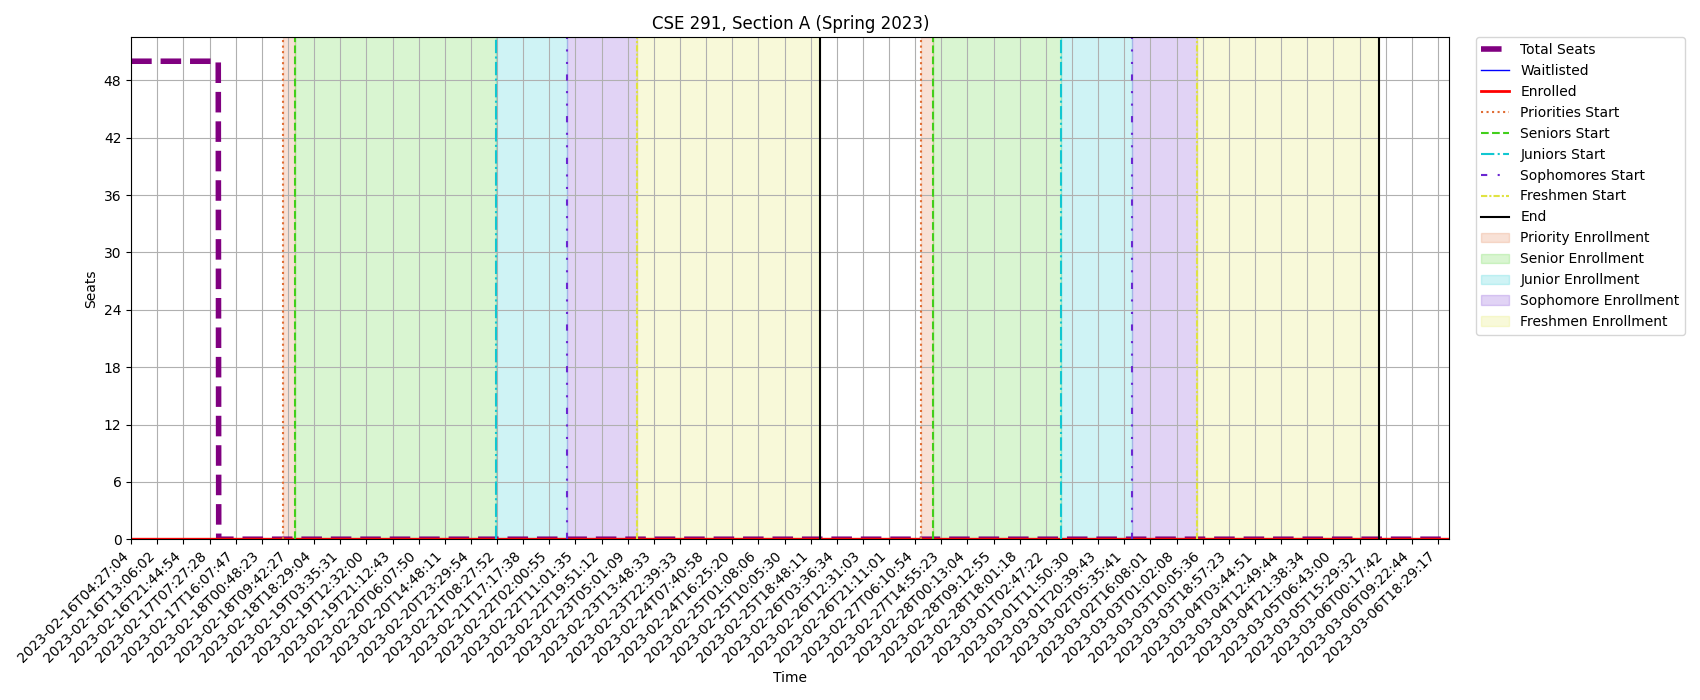 CSE 291, Section A (Spring 2023)
Seats
48
42
36
30
24
18
12
6
0
2023-02-16T04:27:04
2023-02-16T13:06:02
2023-02-16T21:44:54
2023-02-17T07:27:28
2023-02-17T16:07:47
2023-02-18T00:48:23
2023-02-18T09:42:27
2023-02-18T18:29:04
2023-02-19T03:35:31
2023-02-19T12:32:00
2023-02-19T21:12:43
2023-02-20T06:07:50
2023-02-20T14:48:11
2023-02-20T23:29:54
2023-02-21T08:27:52
2023-02-21T17:17:38
2023-02-22T02:00:55
2023-02-22T11:01:35
2023-02-22T19:51:12
2023-02-23T05:01:09
2023-02-23T13:48:33
2023-02-23T22:39:33
2023-02-24T07:40:58
2023-02-24T16:25:20
2023-02-25T01:08:06
2023-02-25T10:05:30
2023-02-25T18:48:11
2023-02-26T03:36:34
2023-02-26T12:31:03
2023-02-26T21:11:01
2023-02-27T06:10:54
2023-02-27T14:55:23
2023-02-28T00:13:04
2023-02-28T09:12:55
2023-02-28T18:01:18
2023-03-01T02:47:22
2023-03-01T11:50:30
2023-03-01T20:39:43
2023-03-02T05:35:41
2023-03-02T16:08:01
2023-03-03T01:02:08
2023-03-03T10:05:36
2023-03-03T18:57:23
2023-03-04T03:44:51
2023-03-04T12:49:44
2023-03-04T21:38:34
2023-03-05T06:43:00
2023-03-05T15:29:32
2023-03-06T00:17:42
2023-03-06T09:22:44
2023-03-06T18:29:17
Time
Total Seats
Waitlisted
Enrolled
Priorities Start
Seniors Start
Juniors Start
Sophomores Start
Freshmen Start
End
Priority Enrollment
Senior Enrollment
Junior Enrollment
Sophomore Enrollment
Freshmen Enrollment